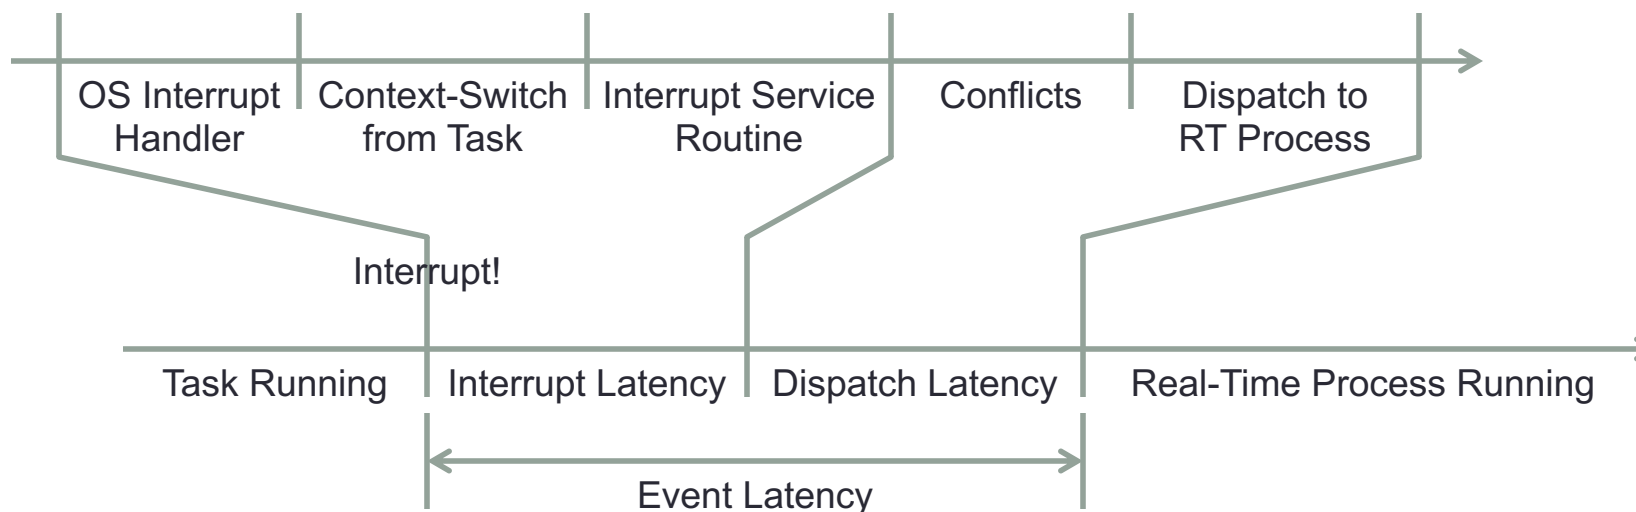 OS Interrupt
Handler
Context-Switch
from Task
Interrupt Service
Routine
Conflicts
Dispatch to
RT Process
Interrupt!
Task Running
Interrupt Latency
Dispatch Latency
Real-Time Process Running
Event Latency